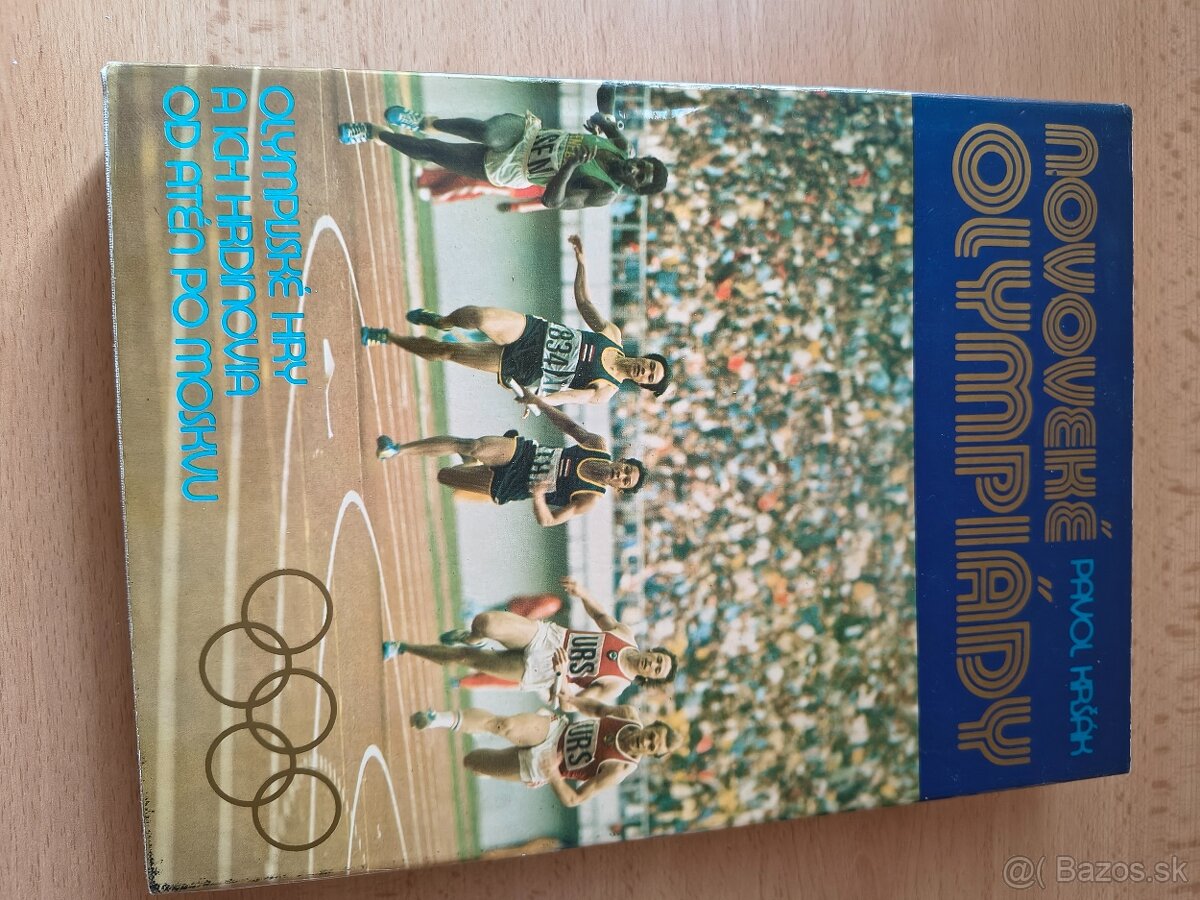 NOVOVEKÉ PAVOL KRŠÁK
OLYMPIÁDY
OLYMPIJSKÉ HRY
A ICH HRDINOVIA
OD ATÉN PO MOSKVU
URS
URS
@( Bazos.sk